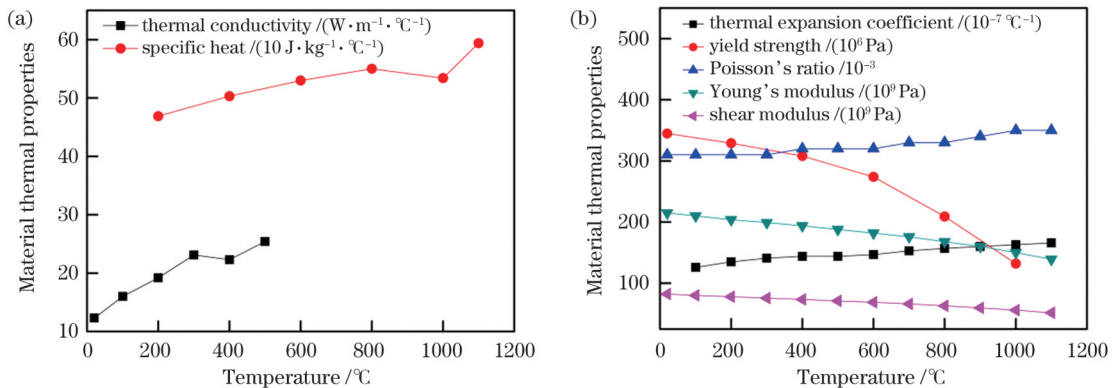 (a)
thermal conductivity /(W·m⁻¹·℃⁻¹)
specific heat /(10 J·kg⁻¹·℃⁻¹)
Material thermal properties
60
50
40
30
20
10
0 200 400 600 800 1000 1200
Temperature /℃
(b)
thermal expansion coefficient /(10⁻⁷ ℃⁻¹)
yield strength /(10⁶ Pa)
Poisson's ratio /10⁻³
Young's modulus /(10⁹ Pa)
shear modulus /(10⁹ Pa)
Material thermal properties
500
400
300
200
100
0 200 400 600 800 1000 1200
Temperature /℃